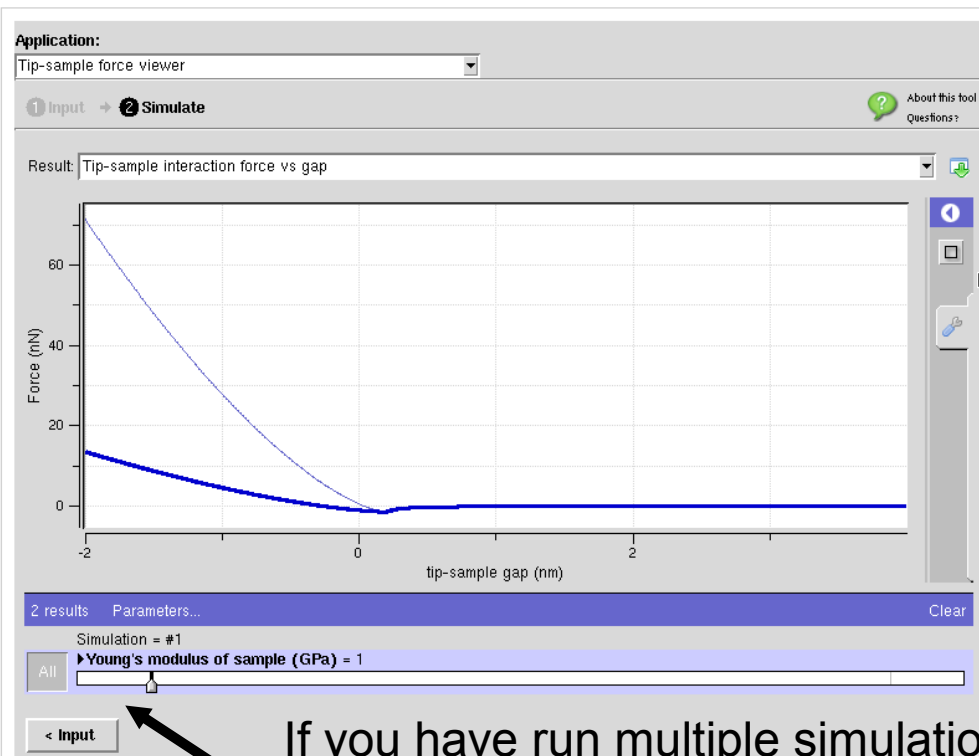 Application:
Tip-sample force viewer
1 Input → 2 Simulate
About this tool
Questions?
Result: Tip-sample interaction force vs gap
60
40
20
0
Force (nN)
-2 0 2
tip-sample gap (nm)
2 results Parameters... Clear
Simulation = #1
All
Young's modulus of sample (GPa) = 1
< Input
If you have run multiple simulatio